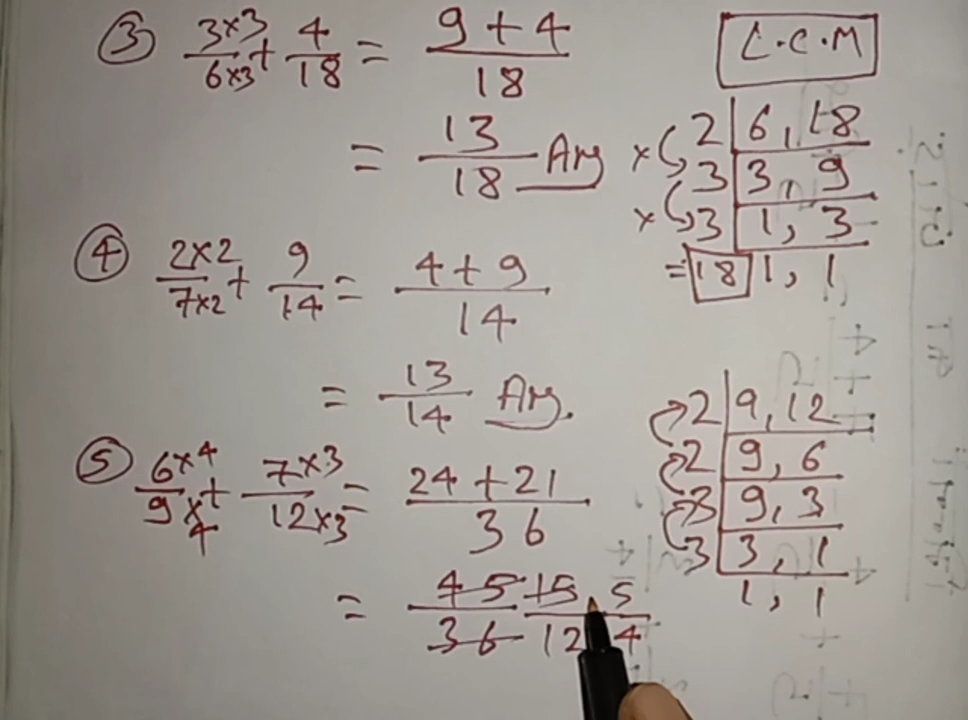 ③ 3×3/6×3 + 4/18 = 9+4/18
= 13/18 Ans
④ 2×2/7×2 + 9/14 = 4+9/14
= 13/14 Ans.
⑤ 6×4/9×4 + 7×3/12×3 = 24+21/36
= 45/36 15/12 5/4
L.C.M
2 | 6, 18
× 3 | 3, 9
× 3 | 1, 3
= 18 | 1, 1
2 | 9, 12
2 | 9, 6
3 | 9, 3
3 | 3, 1
1, 1